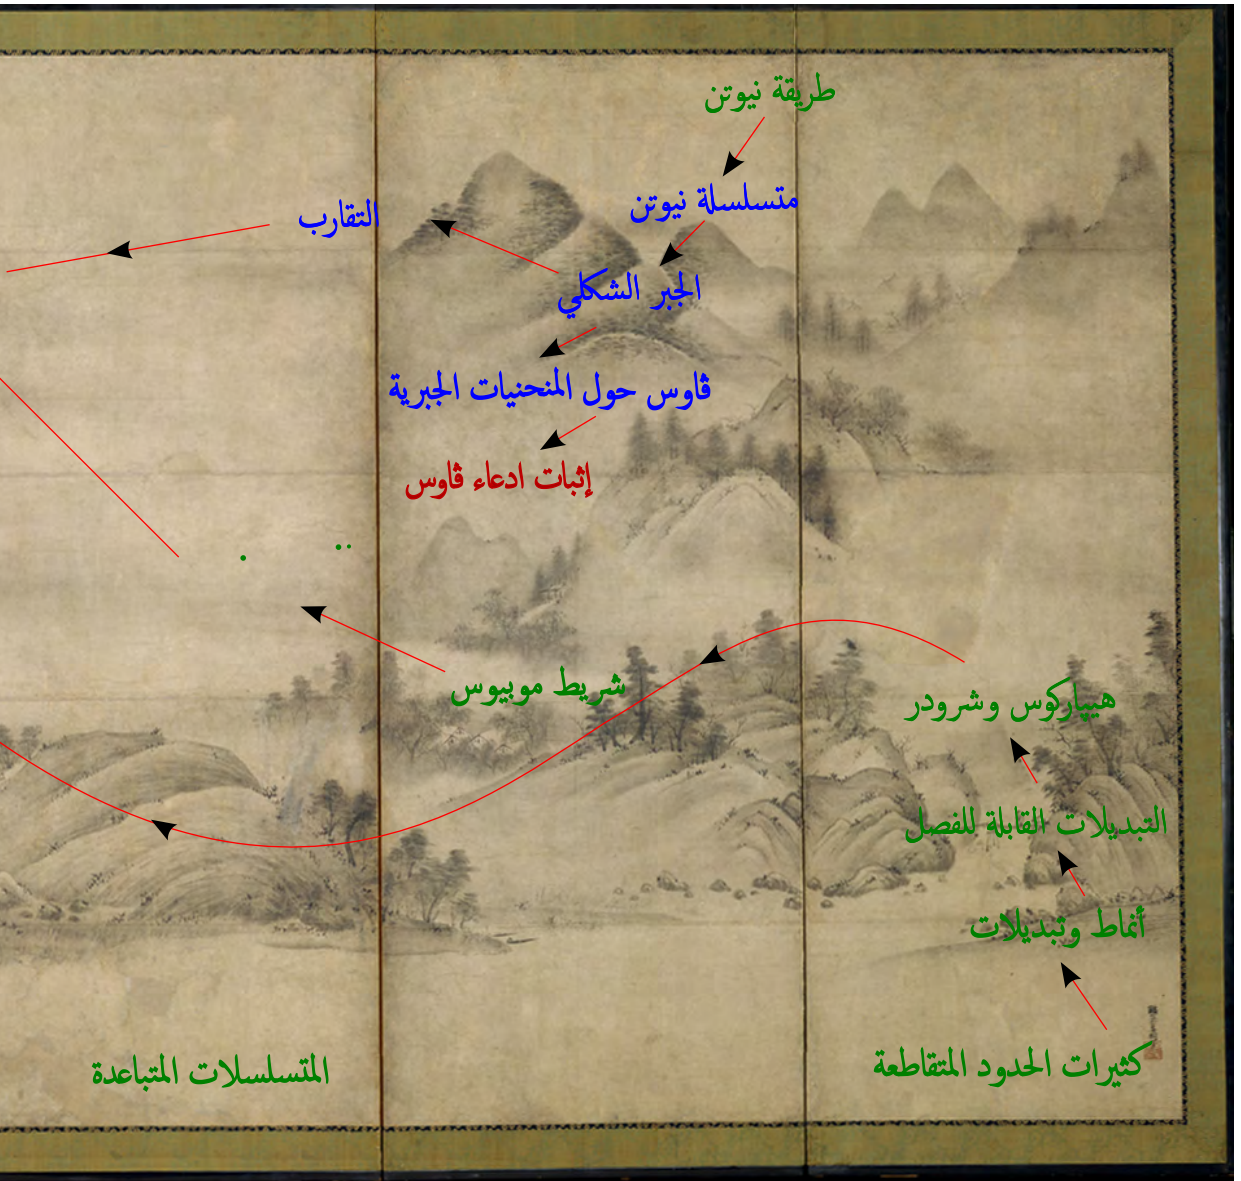 طريقة نيوتن
متسلسلة نيوتن
التقارب
الجبر الشكلي
ڤاوس حول المنحنيات الجبرية
إثبات ادعاء ڤاوس
شريط موبيوس
هيپاركوس وشرودر
التبديلات القابلة للفصل
أنماط وتبديلات
كثيرات الحدود المتقاطعة
المتسلسلات المتباعدة